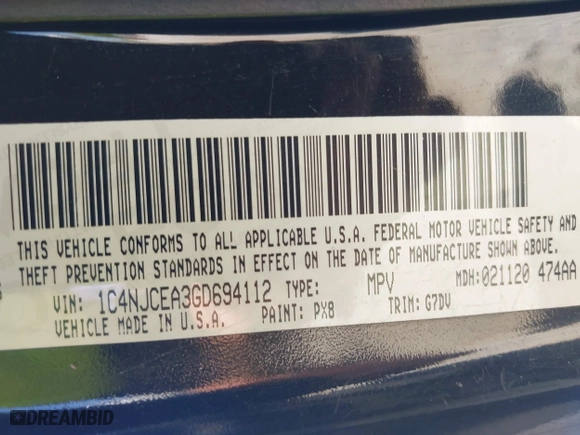 THIS VEHICLE CONFORMS TO ALL APPLICABLE U.S.A. FEDERAL MOTOR VEHICLE SAFETY AND
THEFT PREVENTION STANDARDS IN EFFECT ON THE DATE OF MANUFACTURE SHOWN ABOVE.
VIN: 1C4NJCEA3GD694112 TYPE: MPV MDH:021120 474AA
VEHICLE MADE IN U.S.A. PAINT: PX8 TRIM: G7DV
DREAMBID